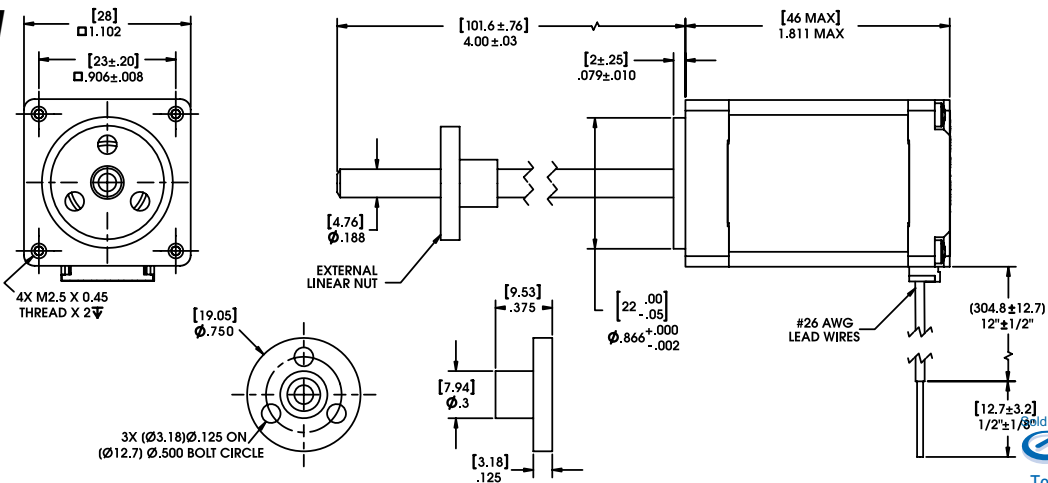 [28]
□1.102
[23±.20]
□.906±.008
4X M2.5 X 0.45
THREAD X 2↧
[101.6±.76]
4.00±.03
[46 MAX]
1.811 MAX
[2±.25]
.079±.010
[4.76]
Ø.188
EXTERNAL
LINEAR NUT
[22 .00
-.05]
Ø.866+.000
-.002
#26 AWG
LEAD WIRES
(304.8±12.7)
12"±1/2"
[12.7±3.2]
1/2"±1/8"
[19.05]
Ø.750
3X (Ø3.18)Ø.125 ON
(Ø12.7) Ø.500 BOLT CIRCLE
[9.53]
.375
[7.94]
Ø.3
[3.18]
.125